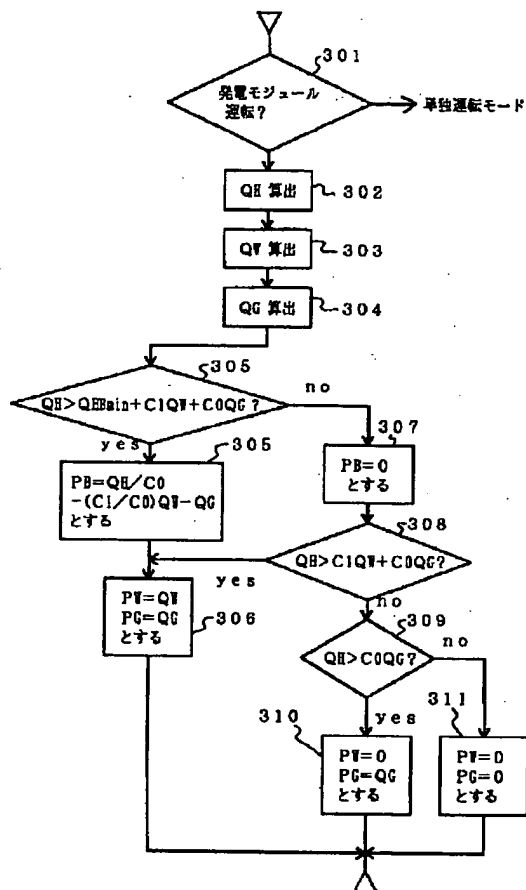 301
発電モジュール
運転？
単独運転モード
QH 算出
302
QW 算出
303
QG 算出
304
305
QH>QHBmin+C1QW+C0QG？
no
yes
305
307
PB=QH/C0
-(C1/C0)QW-QG
とする
PB=0
とする
308
QH>C1QW+C0QG？
yes
no
PW=QW
PG=QG
とする
306
309
QH>C0QG？
no
yes
310
311
PW=0
PG=QG
とする
PW=0
PG=0
とする